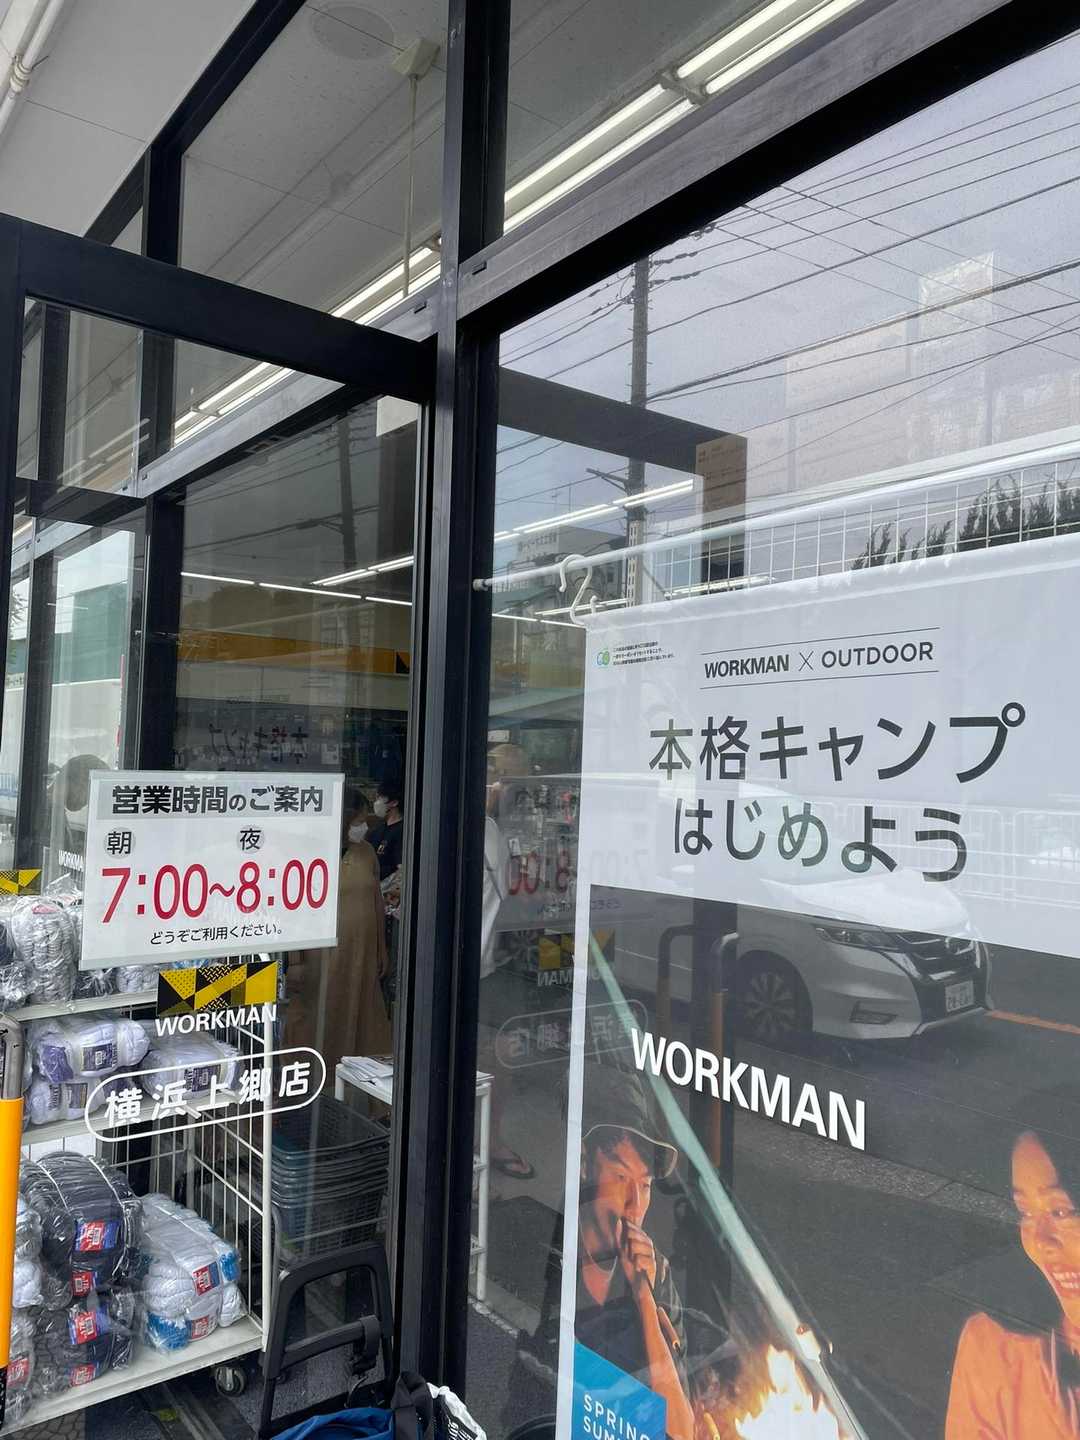 WORKMAN × OUTDOOR
本格キャンプ
はじめよう
営業時間のご案内
朝 夜
7:00~8:00
どうぞご利用ください。
WORKMAN
横浜上郷店
WORKMAN
SPRING